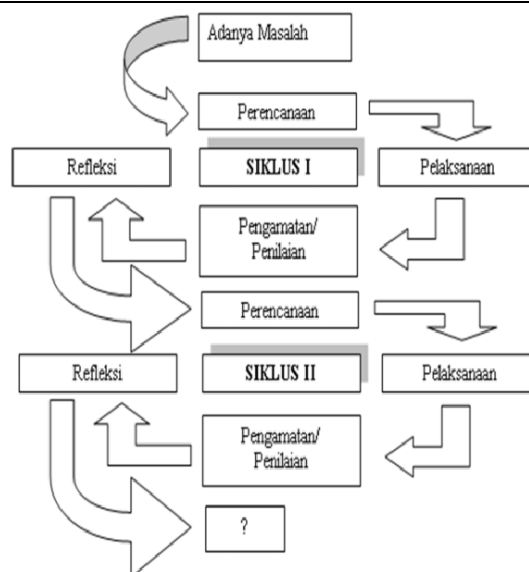 Adanya Masalah
Perencanaan
Refleksi
SIKLUS I
Pelaksanaan
Pengamatan/
Penilaian
Perencanaan
Refleksi
SIKLUS II
Pelaksanaan
Pengamatan/
Penilaian
?